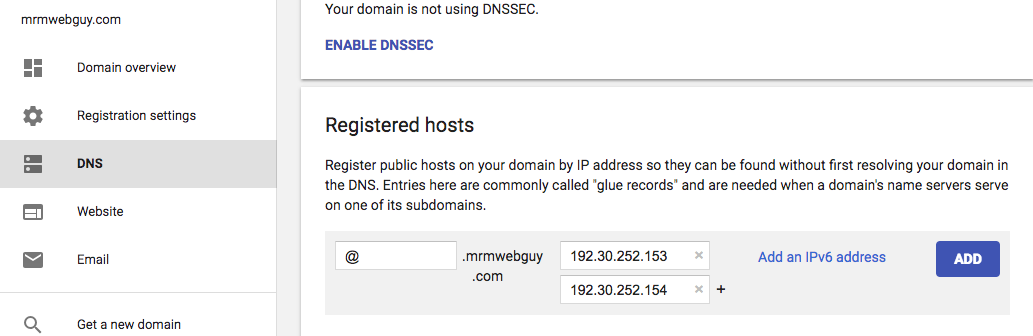 mrmwebguy.com
Domain overview
Registration settings
DNS
Website
Email
Get a new domain
Your domain is not using DNSSEC.
ENABLE DNSSEC
Registered hosts
Register public hosts on your domain by IP address so they can be found without first resolving your domain in
the DNS. Entries here are commonly called "glue records" and are needed when a domain's name servers serve
on one of its subdomains.
@ .mrmwebguy 192.30.252.153 × Add an IPv6 address ADD
.com
192.30.252.154 × +